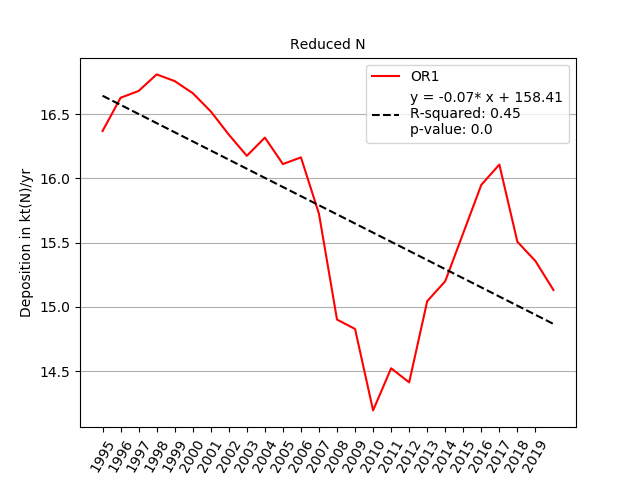 Reduced N
OR1
y = -0.07* x + 158.41
R-squared: 0.45
p-value: 0.0
Deposition in kt(N)/yr
16.5
16.0
15.5
15.0
14.5
1995 1996 1997 1998 1999 2000 2001 2002 2003 2004 2005 2006 2007 2008 2009 2010 2011 2012 2013 2014 2015 2016 2017 2018 2019